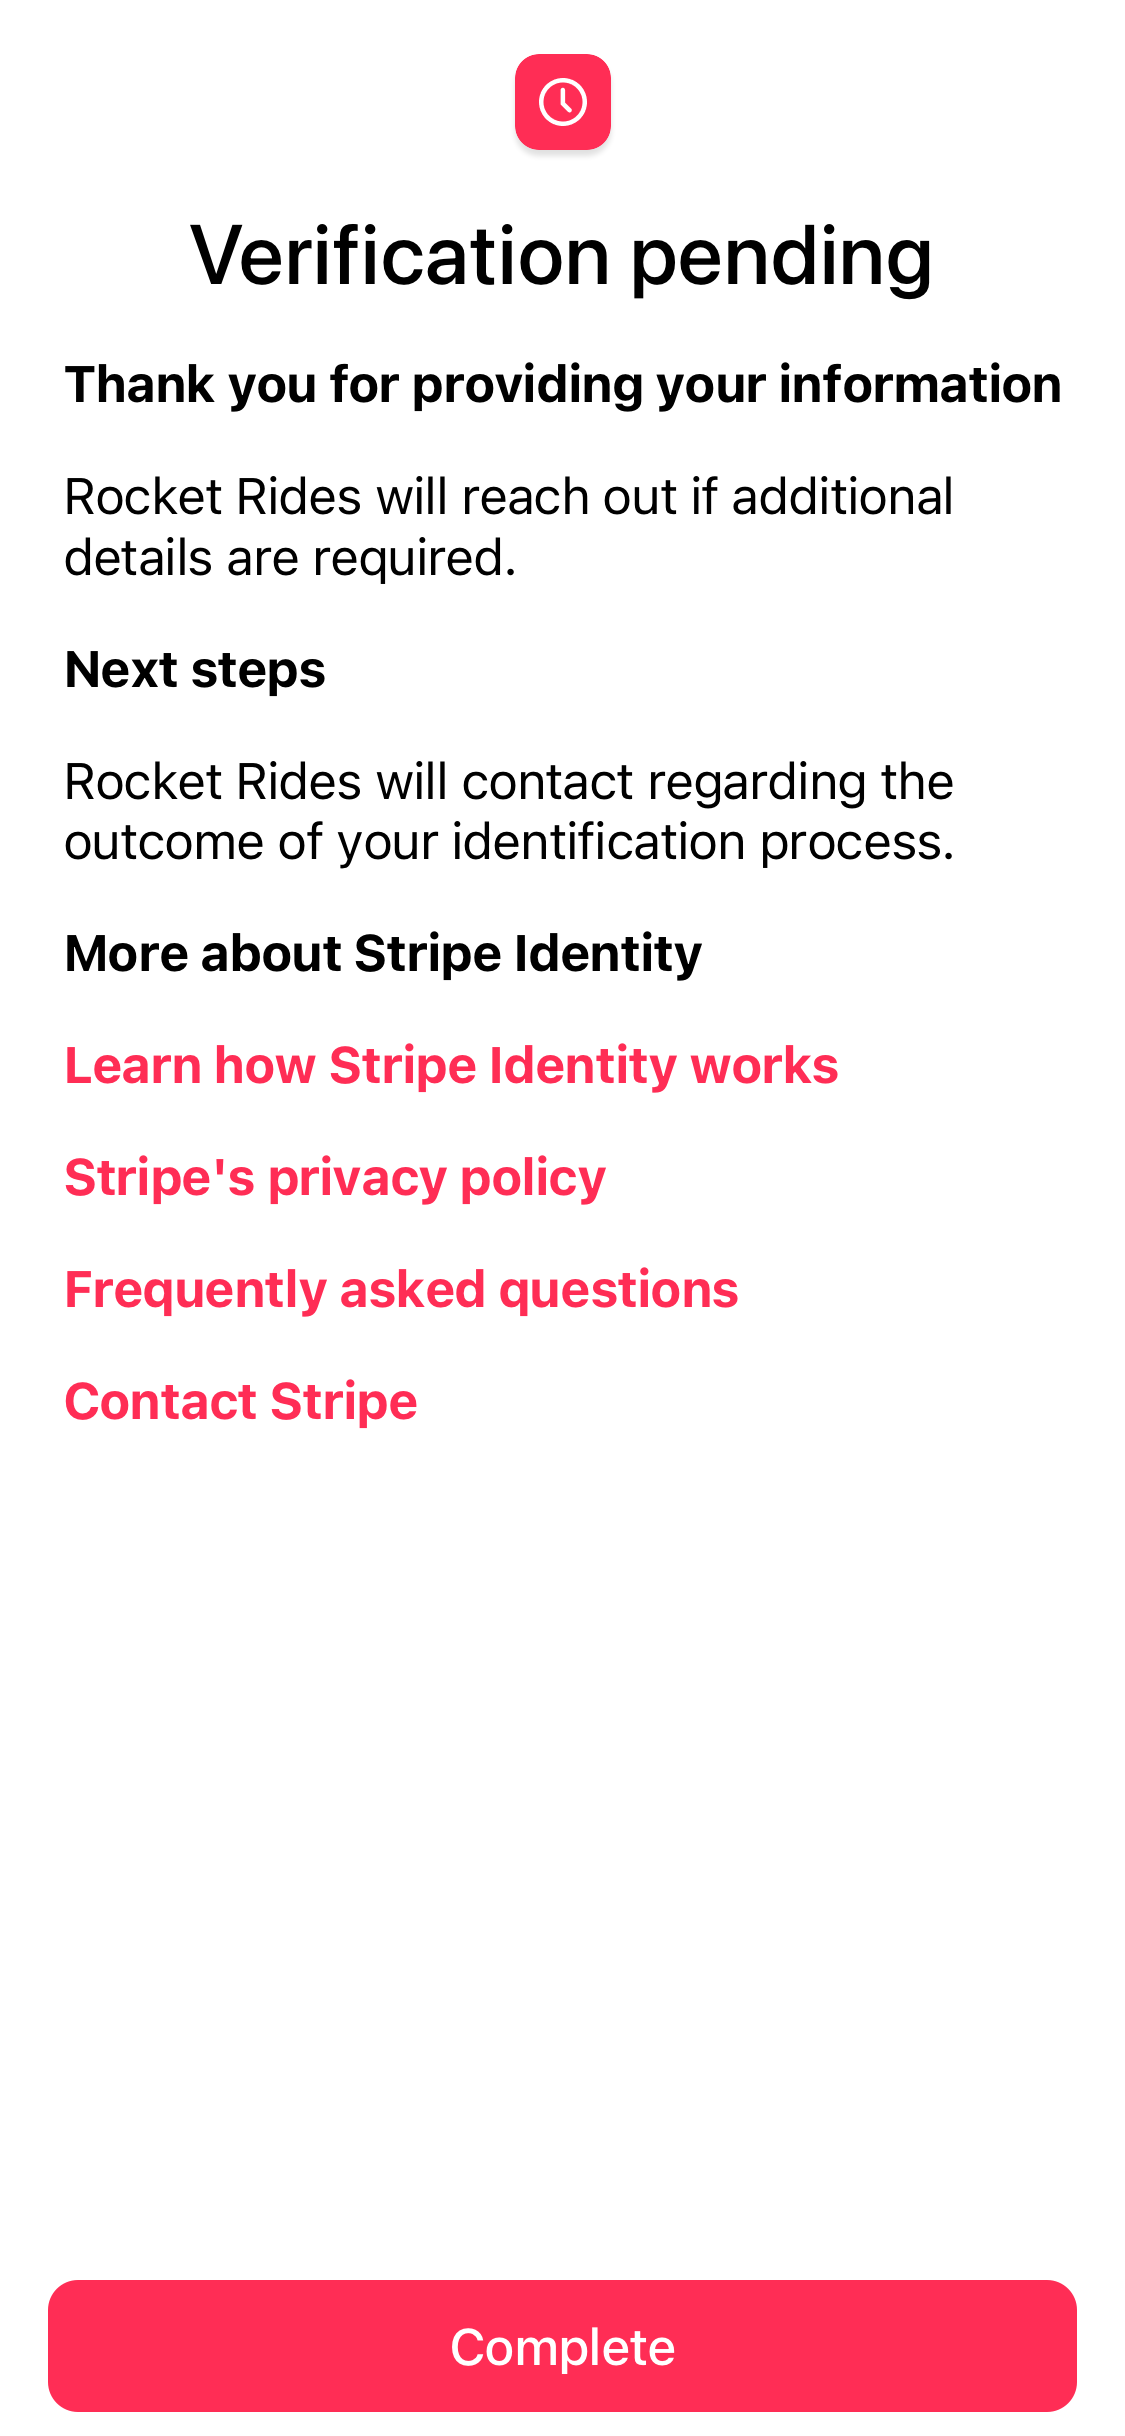 Verification pending
Thank you for providing your information
Rocket Rides will reach out if additional
details are required.
Next steps
Rocket Rides will contact regarding the
outcome of your identification process.
More about Stripe Identity
Learn how Stripe Identity works
Stripe's privacy policy
Frequently asked questions
Contact Stripe
Complete